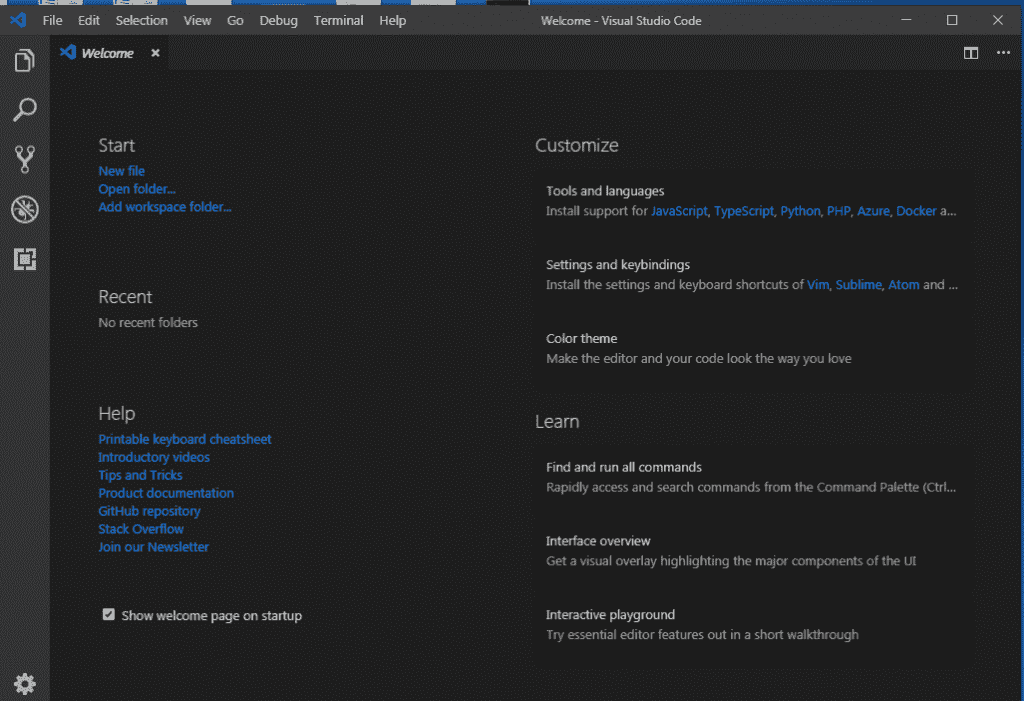 File Edit Selection View Go Debug Terminal Help Welcome - Visual Studio Code
Welcome
Start
New file
Open folder...
Add workspace folder...
Recent
No recent folders
Help
Printable keyboard cheatsheet
Introductory videos
Tips and Tricks
Product documentation
GitHub repository
Stack Overflow
Join our Newsletter
Show welcome page on startup
Customize
Tools and languages
Install support for JavaScript, TypeScript, Python, PHP, Azure, Docker a...
Settings and keybindings
Install the settings and keyboard shortcuts of Vim, Sublime, Atom and ...
Color theme
Make the editor and your code look the way you love
Learn
Find and run all commands
Rapidly access and search commands from the Command Palette (Ctrl...
Interface overview
Get a visual overlay highlighting the major components of the UI
Interactive playground
Try essential editor features out in a short walkthrough